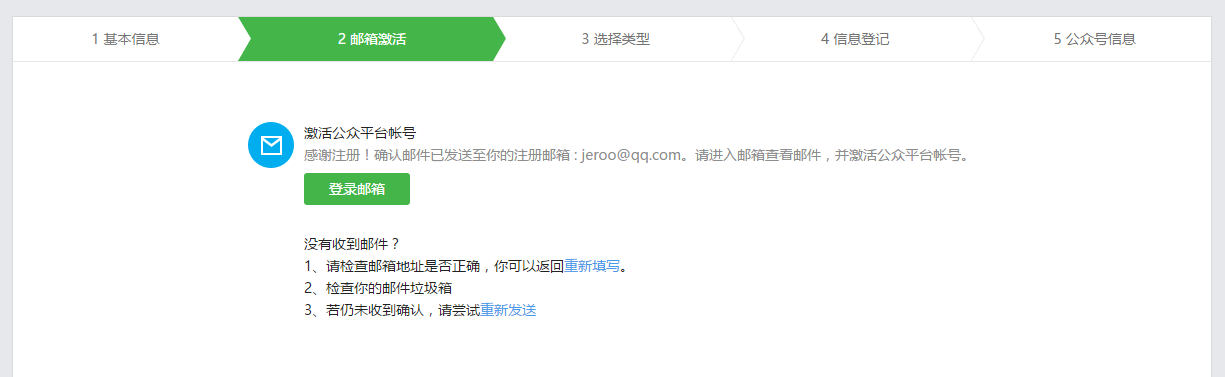 1 基本信息
2 邮箱激活
3 选择类型
4 信息登记
5 公众号信息
激活公众平台帐号
感谢注册！确认邮件已发送至你的注册邮箱 : jeroo@qq.com。请进入邮箱查看邮件，并激活公众平台帐号。
登录邮箱
没有收到邮件？
1、请检查邮箱地址是否正确，你可以返回重新填写。
2、检查你的邮件垃圾箱
3、若仍未收到确认，请尝试重新发送